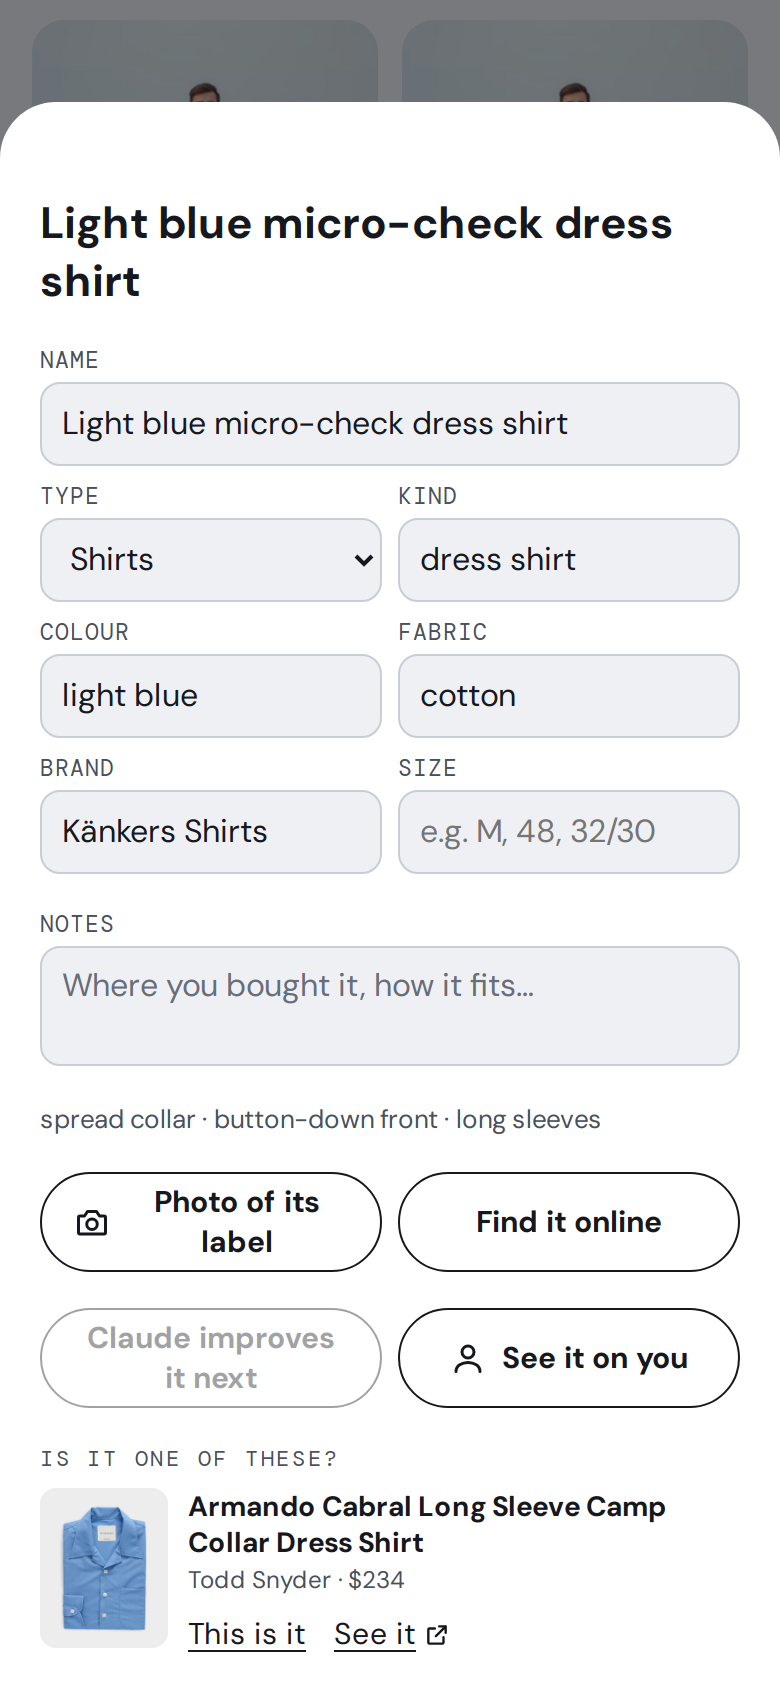 Light blue micro-check dress
shirt
NAME
Light blue micro-check dress shirt
TYPE
KIND
Shirts
dress shirt
COLOUR
FABRIC
light blue
cotton
BRAND
SIZE
Känkers Shirts
e.g. M, 48, 32/30
NOTES
Where you bought it, how it fits...
spread collar · button-down front · long sleeves
Photo of its
label
Find it online
Claude improves
it next
See it on you
IS IT ONE OF THESE?
Armando Cabral Long Sleeve Camp
Collar Dress Shirt
Todd Snyder · $234
This is it
See it